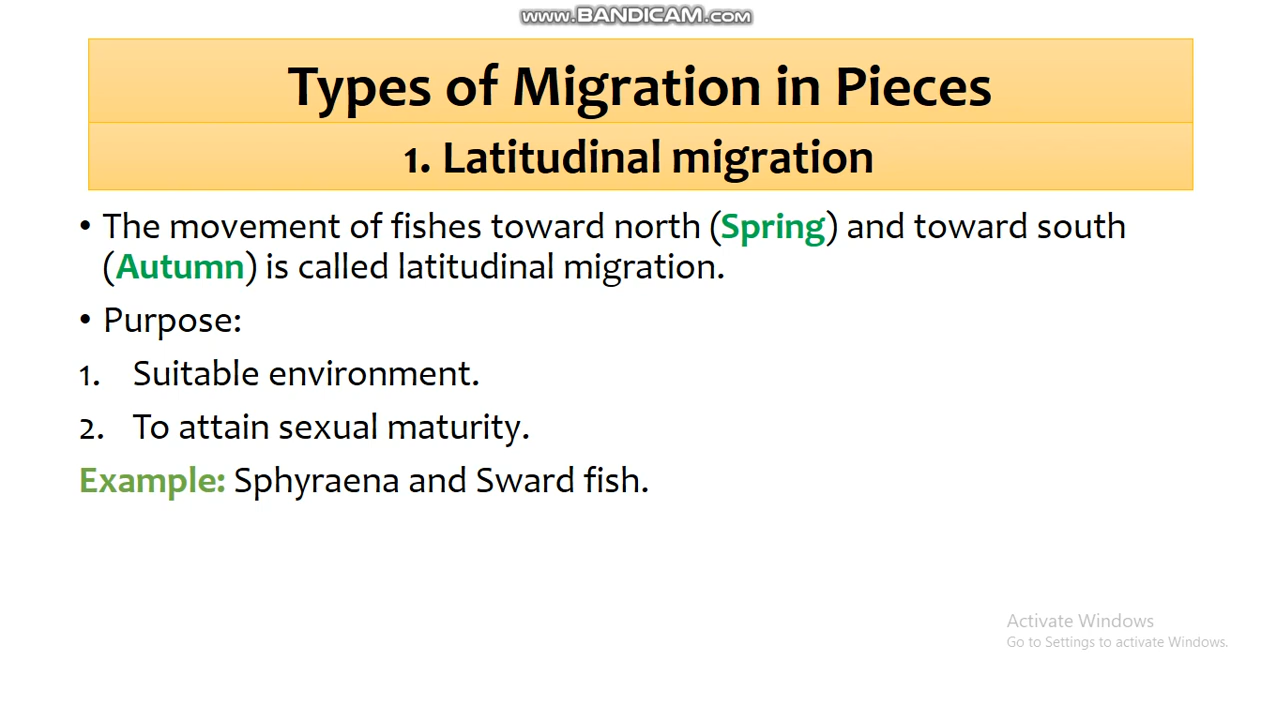 www.BANDICAM.com
Types of Migration in Pieces
1. Latitudinal migration
• The movement of fishes toward north (Spring) and toward south
(Autumn) is called latitudinal migration.
• Purpose:
1. Suitable environment.
2. To attain sexual maturity.
Example: Sphyraena and Sward fish.
Activate Windows
Go to Settings to activate Windows.